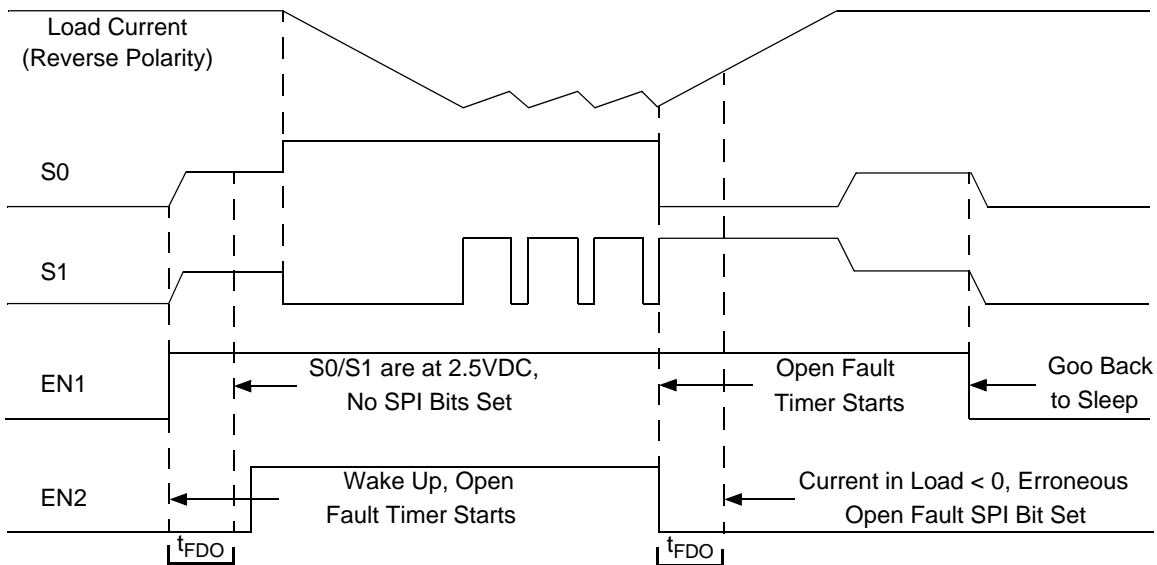 Load Current
(Reverse Polarity)
S0
S1
EN1
S0/S1 are at 2.5VDC,
No SPI Bits Set
Open Fault
Timer Starts
Goo Back
to Sleep
EN2
Wake Up, Open
Fault Timer Starts
Current in Load < 0, Erroneous
Open Fault SPI Bit Set
tFDO
tFDO